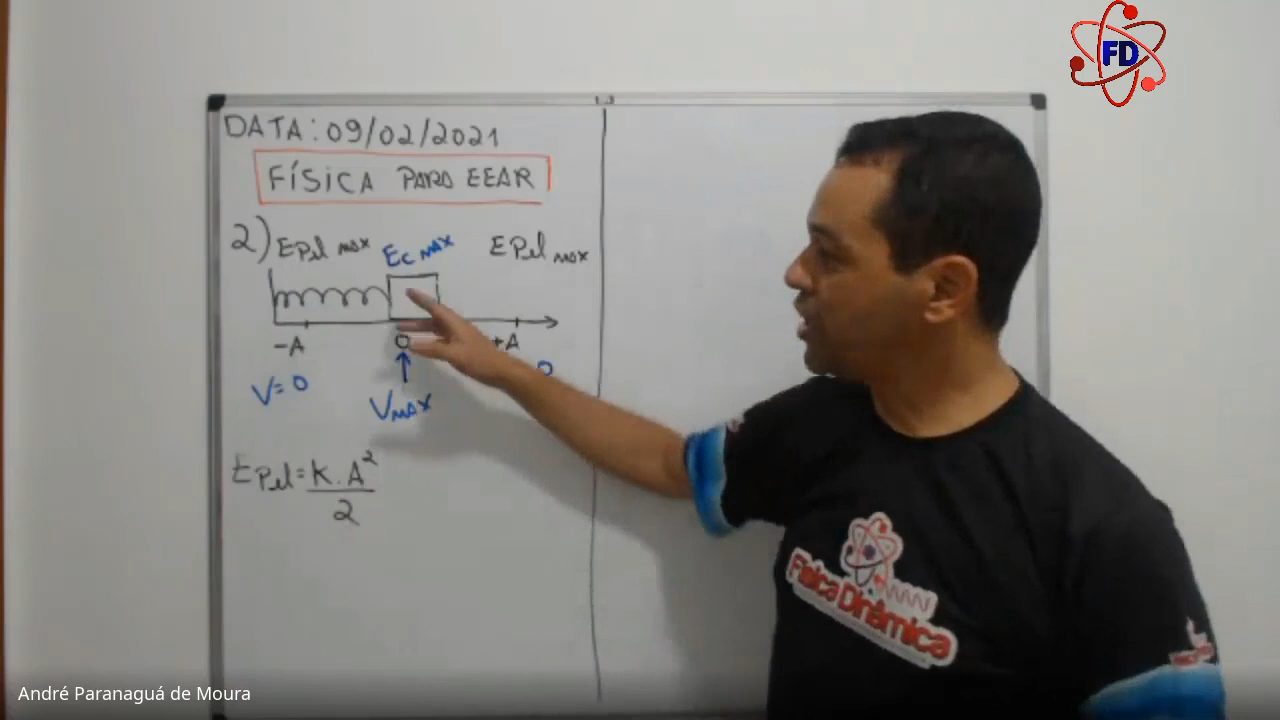 FD
DATA: 09/02/2021
FÍSICA PARA EEAR
2) EPel max Ec MAX EPel max
-A 0 +A
V=0 0
VMAX
EPel = K.A²
2
Física Dinâmica
André Paranaguá de Moura